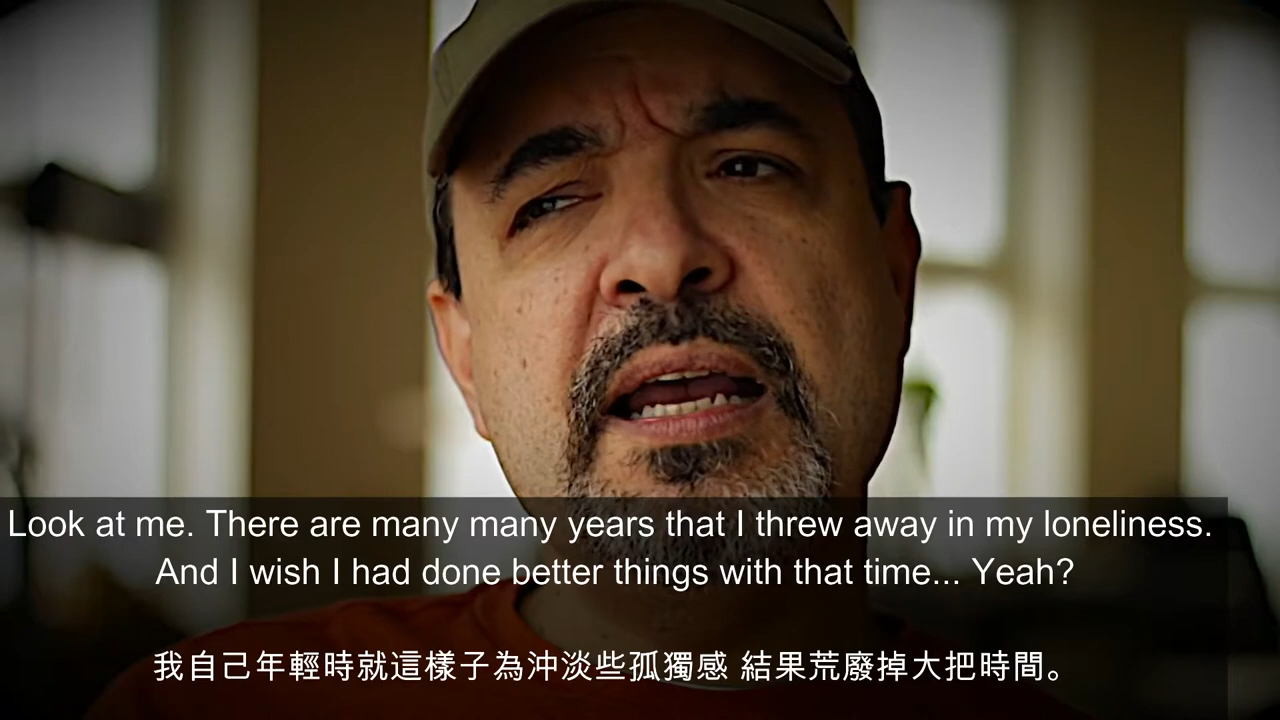 Look at me. There are many many years that I threw away in my loneliness.
And I wish I had done better things with that time... Yeah?
我自己年輕時就這樣子為沖淡些孤獨感 結果荒廢掉大把時間。